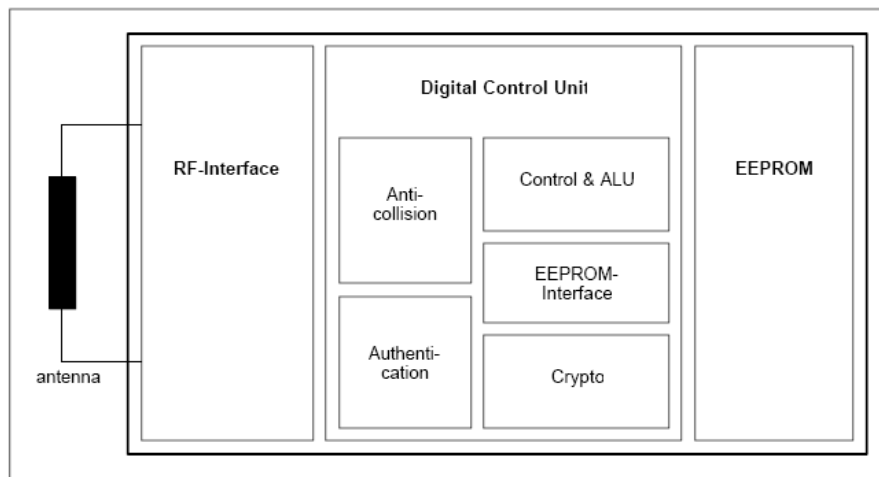 Digital Control Unit
RF-Interface
EEPROM
Anti-
collision
Control & ALU
EEPROM-
Interface
Authenti-
cation
Crypto
antenna